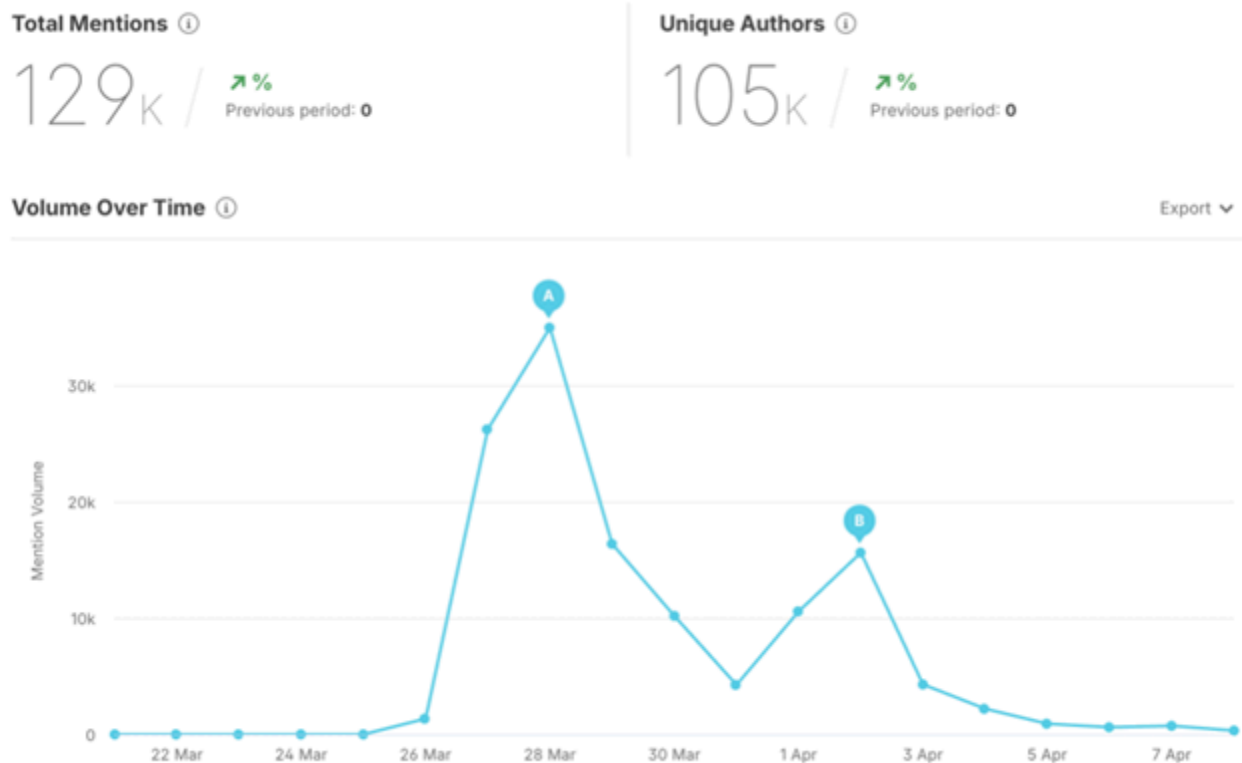 Total Mentions
129K
%
Previous period: 0
Unique Authors
105K
%
Previous period: 0
Volume Over Time
Export
A
B
Mention Volume
30k
20k
10k
0
22 Mar
24 Mar
26 Mar
28 Mar
30 Mar
1 Apr
3 Apr
5 Apr
7 Apr